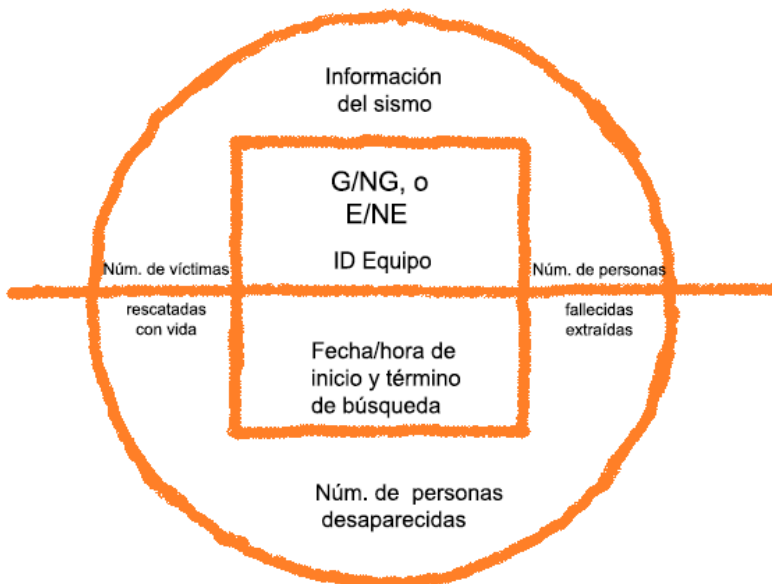 Información
del sismo
G/NG, o
E/NE
ID Equipo
Núm. de víctimas
rescatadas
con vida
Núm. de personas
fallecidas
extraídas
Fecha/hora de
inicio y término
de búsqueda
Núm. de personas
desaparecidas